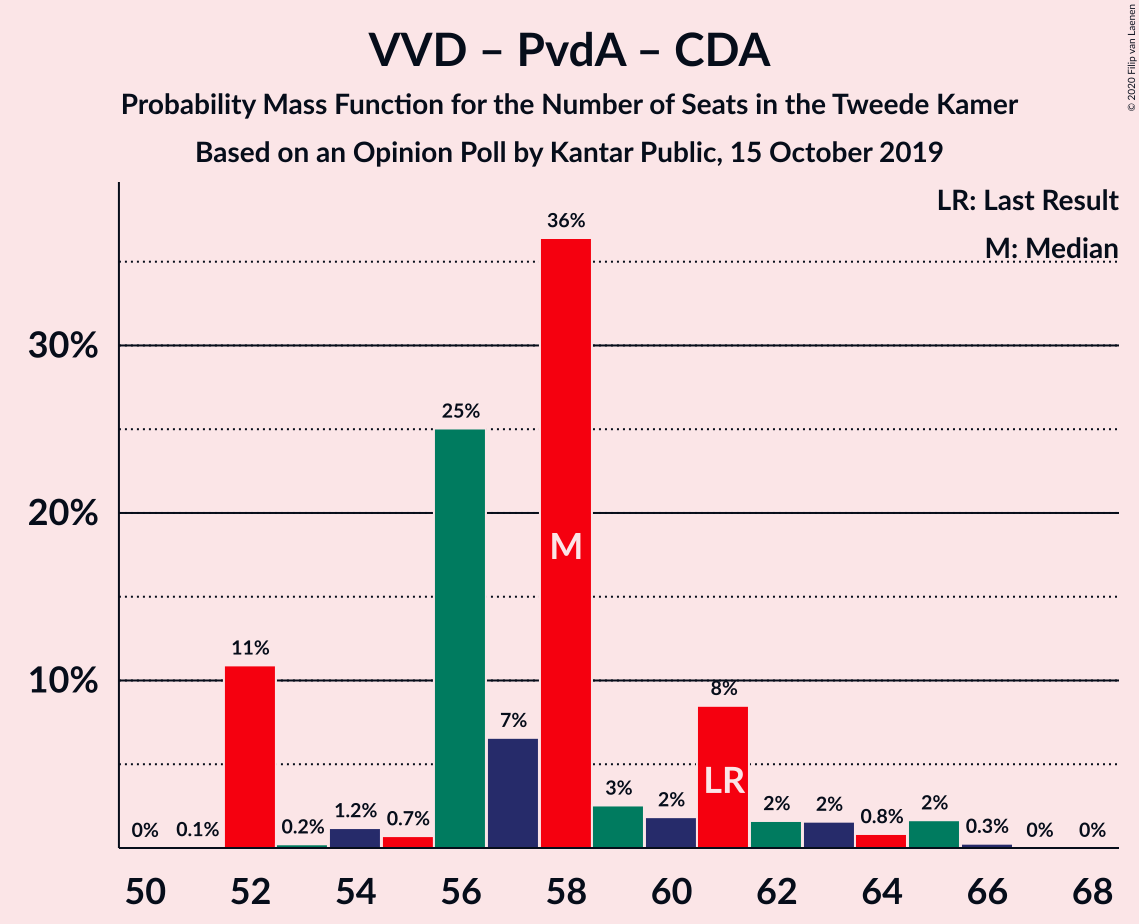 VVD – PvdA – CDA
Probability Mass Function for the Number of Seats in the Tweede Kamer
Based on an Opinion Poll by Kantar Public, 15 October 2019
© 2020 Filip van Laenen
LR: Last Result
M: Median
30%
20%
10%
0%
0.1%
11%
0.2%
1.2%
0.7%
25%
7%
36%
3%
2%
8%
2%
2%
0.8%
2%
0.3%
0%
0%
M
LR
50 52 54 56 58 60 62 64 66 68